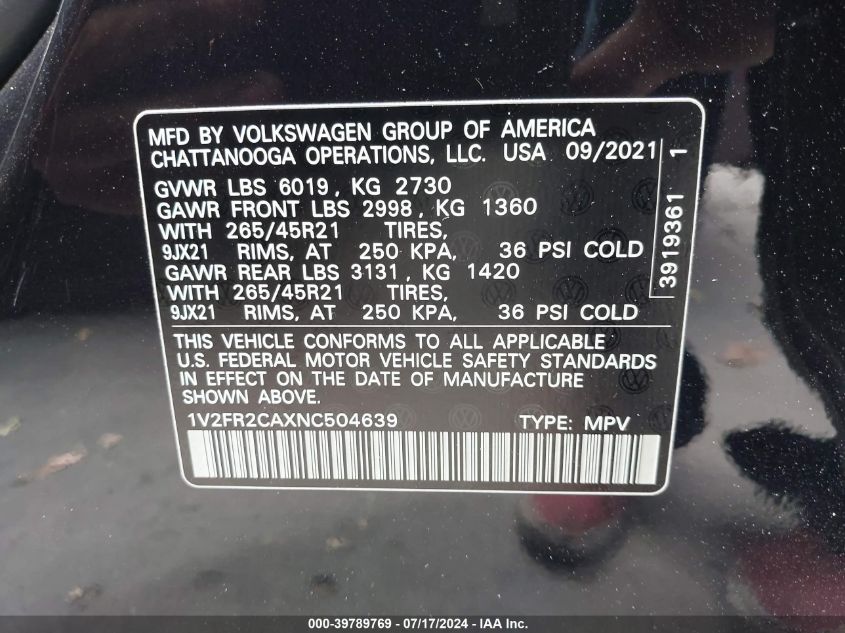 MFD BY VOLKSWAGEN GROUP OF AMERICA
CHATTANOOGA OPERATIONS, LLC. USA 09/2021
GVWR LBS 6019, KG 2730
GAWR FRONT LBS 2998, KG 1360
WITH 265/45R21 TIRES,
9JX21 RIMS, AT 250 KPA, 36 PSI COLD
GAWR REAR LBS 3131, KG 1420
WITH 265/45R21 TIRES,
9JX21 RIMS, AT 250 KPA, 36 PSI COLD
3919361 1
THIS VEHICLE CONFORMS TO ALL APPLICABLE
U.S. FEDERAL MOTOR VEHICLE SAFETY STANDARDS
IN EFFECT ON THE DATE OF MANUFACTURE
SHOWN ABOVE.
1V2FR2CAXNC504639 TYPE: MPV
000-39789769 - 07/17/2024 - IAA Inc.